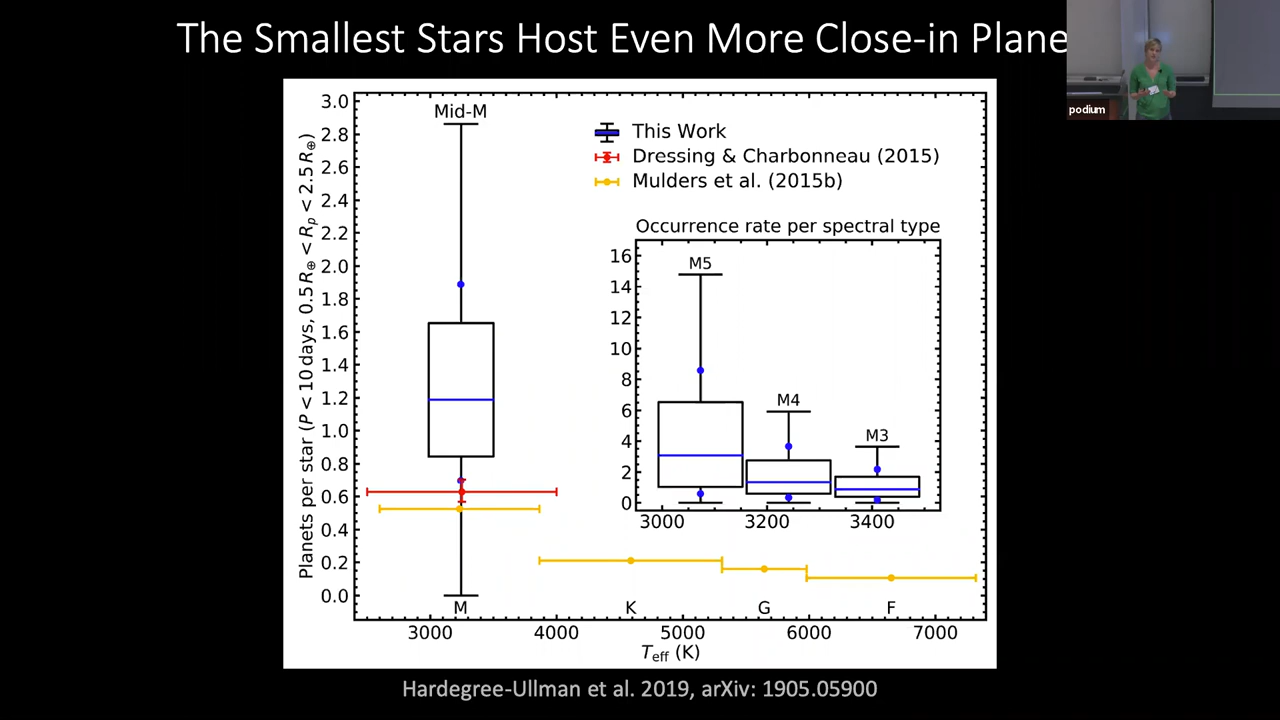 The Smallest Stars Host Even More Close-in Plane
podium
Planets per star (P < 10 days, 0.5 R⊕ < Rp < 2.5 R⊕)
3.0
2.8
2.6
2.4
2.2
2.0
1.8
1.6
1.4
1.2
1.0
0.8
0.6
0.4
0.2
0.0
Mid-M
This Work
Dressing & Charbonneau (2015)
Mulders et al. (2015b)
Occurrence rate per spectral type
16
14
12
10
8
6
4
2
0
M5
M4
M3
3000 3200 3400
M K G F
3000 4000 5000 6000 7000
Teff (K)
Hardegree-Ullman et al. 2019, arXiv: 1905.05900